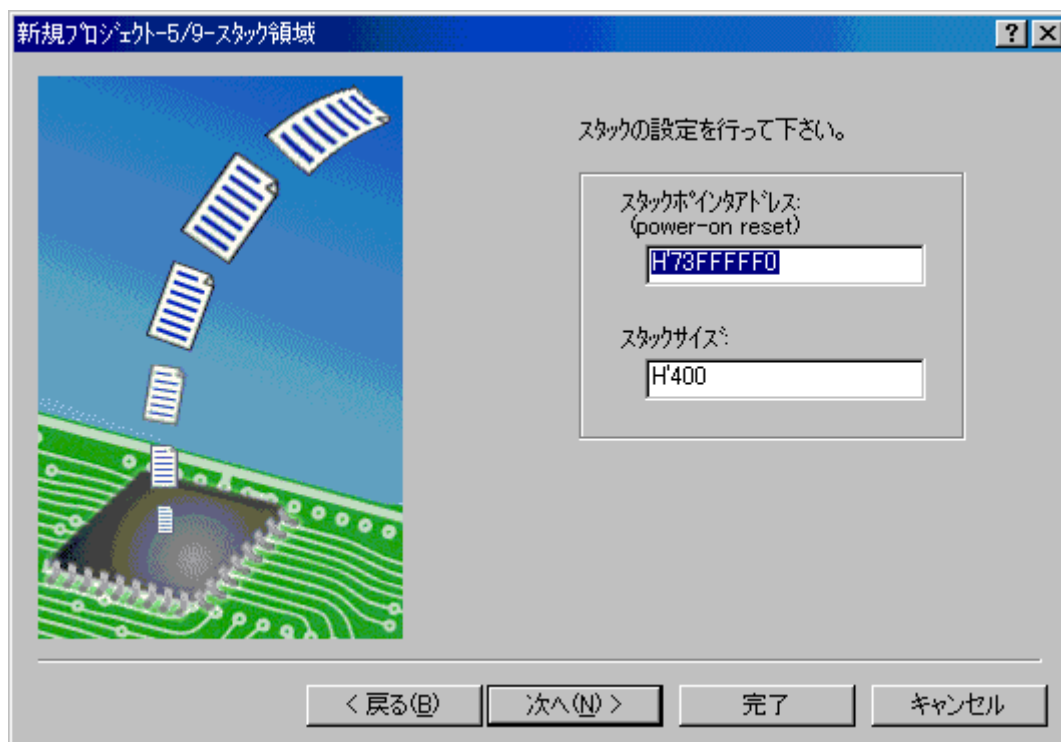 新規ﾌﾟﾛｼﾞｪｸﾄ-5/9-ｽﾀｯｸ領域
ｽﾀｯｸの設定を行って下さい。
ｽﾀｯｸﾎﾟｲﾝﾀｱﾄﾞﾚｽ:
(power-on reset)
H'73FFFFF0
ｽﾀｯｸｻｲｽﾞ:
H'400
< 戻る(B)
次へ(N) >
完了
ｷｬﾝｾﾙ